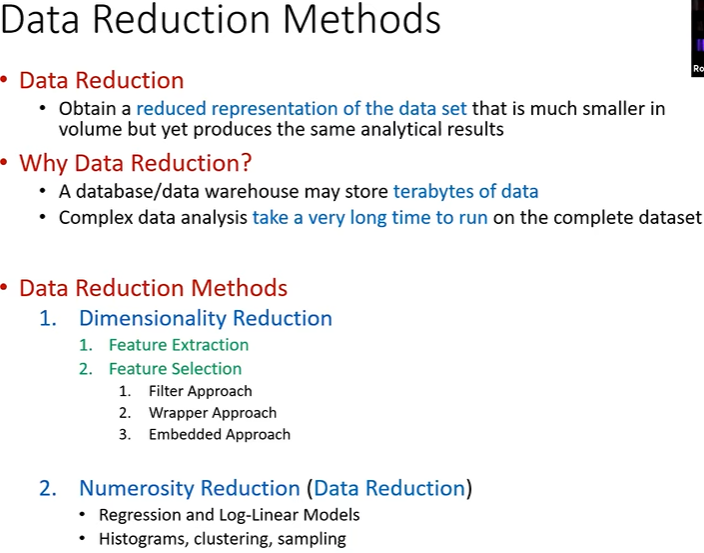 Data Reduction Methods
Ro
• Data Reduction
• Obtain a reduced representation of the data set that is much smaller in
volume but yet produces the same analytical results
• Why Data Reduction?
• A database/data warehouse may store terabytes of data
• Complex data analysis take a very long time to run on the complete dataset
• Data Reduction Methods
1. Dimensionality Reduction
1. Feature Extraction
2. Feature Selection
1. Filter Approach
2. Wrapper Approach
3. Embedded Approach
2. Numerosity Reduction (Data Reduction)
• Regression and Log-Linear Models
• Histograms, clustering, sampling